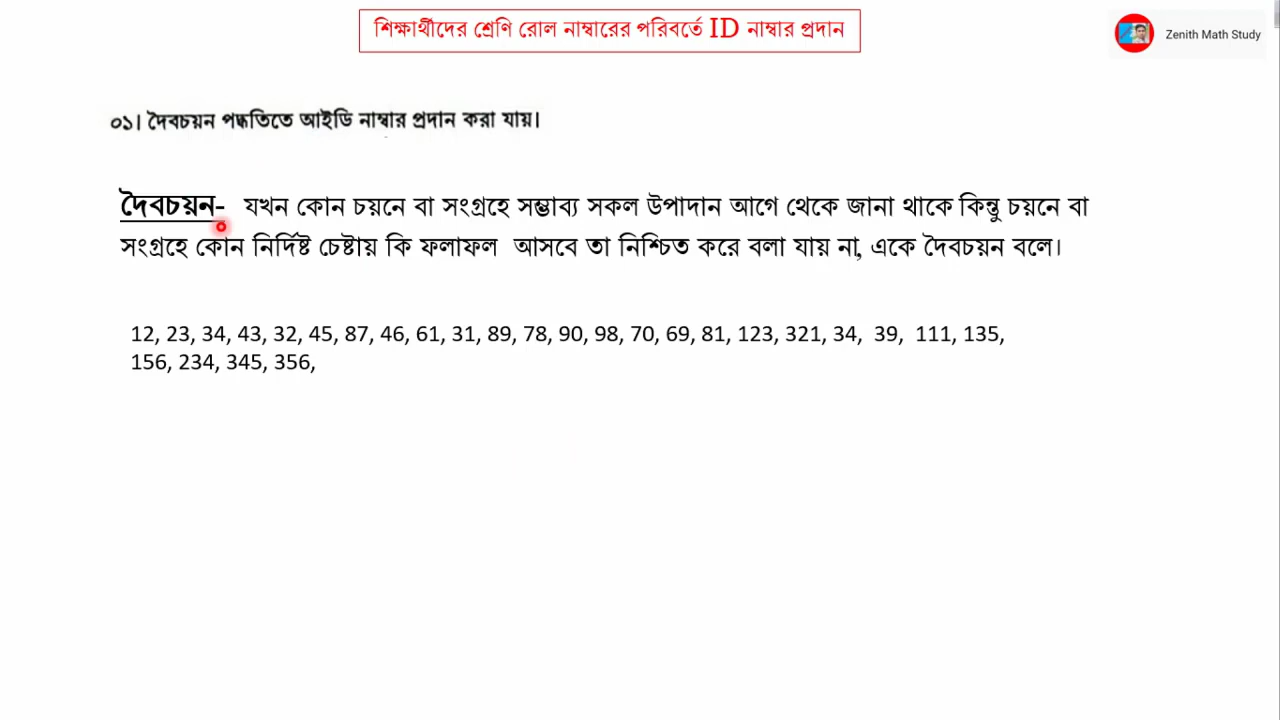 শিক্ষার্থীদের শ্রেণি রোল নাম্বারের পরিবর্তে ID নাম্বার প্রদান
Zenith Math Study
০১। দৈবচয়ন পদ্ধতিতে আইডি নাম্বার প্রদান করা যায়।
দৈবচয়ন- যখন কোন চয়নে বা সংগ্রহে সম্ভাব্য সকল উপাদান আগে থেকে জানা থাকে কিন্তু চয়নে বা
সংগ্রহে কোন নির্দিষ্ট চেষ্টায় কি ফলাফল আসবে তা নিশ্চিত করে বলা যায় না, একে দৈবচয়ন বলে।
12, 23, 34, 43, 32, 45, 87, 46, 61, 31, 89, 78, 90, 98, 70, 69, 81, 123, 321, 34, 39, 111, 135,
156, 234, 345, 356,